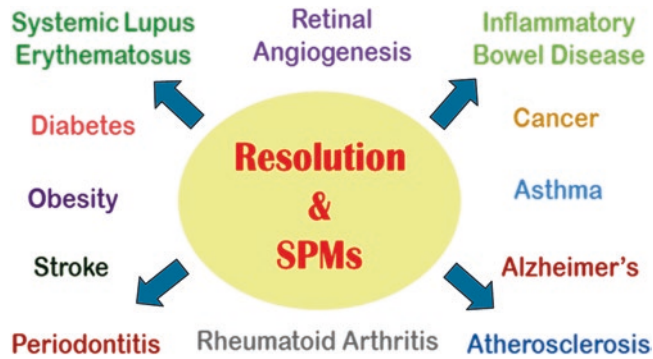 Systemic Lupus
Erythematosus
Retinal
Angiogenesis
Inflammatory
Bowel Disease
Diabetes
Cancer
Resolution
&
SPMs
Obesity
Asthma
Stroke
Alzheimer's
Periodontitis
Rheumatoid Arthritis
Atherosclerosis